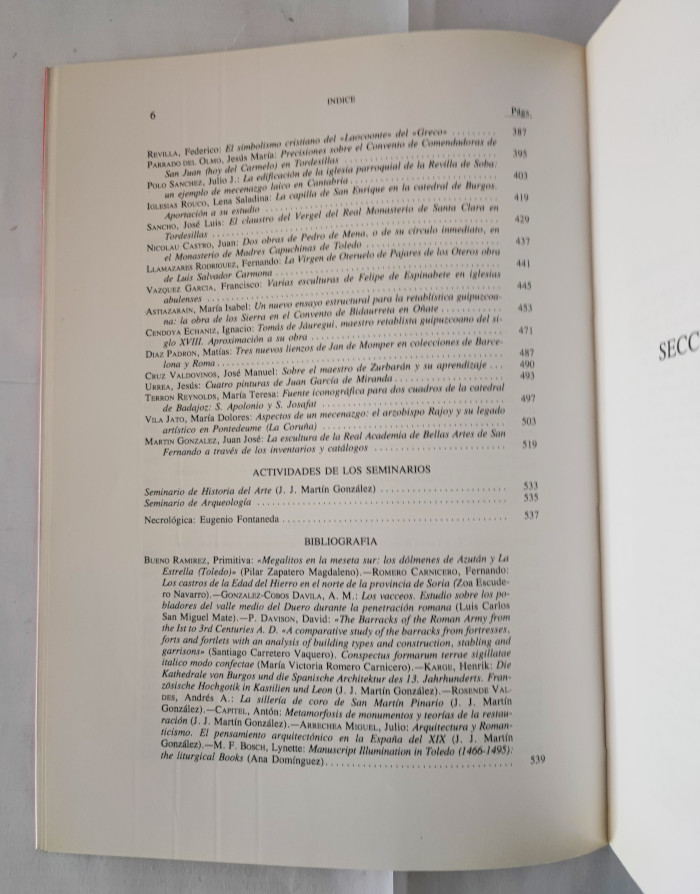 6
INDICE
Págs.
REVILLA, Federico: El simbolismo cristiano del «Laocoonte» del «Greco» .......... 387
PARRADO DEL OLMO, Jesús María: Precisiones sobre el Convento de Comendadoras de
San Juan (hoy del Carmelo) en Tordesillas .......... 395
POLO SANCHEZ, Julio J.: La edificación de la iglesia parroquial de la Revilla de Soba:
un ejemplo de mecenazgo laico en Cantabria .......... 403
IGLESIAS ROUCO, Lena Saladina: La capilla de San Enrique en la catedral de Burgos.
Aportación a su estudio .......... 419
SANCHO, José Luis: El claustro del Vergel del Real Monasterio de Santa Clara en
Tordesillas .......... 429
NICOLAU CASTRO, Juan: Dos obras de Pedro de Mena, o de su círculo inmediato, en
el Monasterio de Madres Capuchinas de Toledo .......... 437
LLAMAZARES RODRIGUEZ, Fernando: La Virgen de Oteruelo de Pajares de los Oteros obra
de Luis Salvador Carmona .......... 441
VAZQUEZ GARCIA, Francisco: Varias esculturas de Felipe de Espinabete en iglesias
abulenses .......... 445
ASTIAZARAIN, María Isabel: Un nuevo ensayo estructural para la retablística guipuzcoa-
na: la obra de los Sierra en el Convento de Bidaurreta en Oñate .......... 453
CENDOYA ECHANIZ, Ignacio: Tomás de Jáuregui, maestro retablista guipuzcoano del si-
glo XVIII. Aproximación a su obra .......... 471
DIAZ PADRON, Matías: Tres nuevos lienzos de Jan de Momper en colecciones de Barce-
lona y Roma .......... 487
CRUZ VALDOVINOS, José Manuel: Sobre el maestro de Zurbarán y su aprendizaje ... 490
URREA, Jesús: Cuatro pinturas de Juan García de Miranda .......... 493
TERRON REYNOLDS, María Teresa: Fuente iconográfica para dos cuadros de la catedral
de Badajoz: S. Apolonio y S. Josafat .......... 497
VILA JATO, María Dolores: Aspectos de un mecenazgo: el arzobispo Rajoy y su legado
artístico en Pontedeume (La Coruña) .......... 503
MARTIN GONZALEZ, Juan José: La escultura de la Real Academia de Bellas Artes de San
Fernando a través de los inventarios y catálogos .......... 519
ACTIVIDADES DE LOS SEMINARIOS
Seminario de Historia del Arte (J. J. Martín González) .......... 533
Seminario de Arqueología .......... 535
Necrológica: Eugenio Fontaneda .......... 537
BIBLIOGRAFIA
BUENO RAMIREZ, Primitiva: «Megalitos en la meseta sur: los dólmenes de Azután y La
Estrella (Toledo)» (Pilar Zapatero Magdaleno).—ROMERO CARNICERO, Fernando:
Los castros de la Edad del Hierro en el norte de la provincia de Soria (Zoa Escude-
ro Navarro).—GONZALEZ-COBOS DAVILA, A. M.: Los vacceos. Estudio sobre los po-
bladores del valle medio del Duero durante la penetración romana (Luis Carlos
San Miguel Mate).—P. DAVISON, David: «The Barracks of the Roman Army from
the Ist to 3rd Centuries A. D. «A comparative study of the barracks from fortresses,
forts and fortlets with an analysis of building types and construction, stabling and
garrisons» (Santiago Carretero Vaquero). Conspectus formarum terrae sigillatae
italico modo confectae (María Victoria Romero Carnicero).—KARGE, Henrik: Die
Kathedrale von Burgos und die Spanische Architektur des 13. Jahrhunderts. Fran-
zösische Hochgotik in Kastilien und Leon (J. J. Martín González).—ROSENDE VAL-
DES, Andrés A.: La sillería de coro de San Martín Pinario (J. J. Martín
González).—CAPITEL, Antón: Metamorfosis de monumentos y teorías de la restau-
ración (J. J. Martín González).—ARRECHEA MIGUEL, Julio: Arquitectura y Roman-
ticismo. El pensamiento arquitectónico en la España del XIX (J. J. Martín
González).—M. F. BOSCH, Lynette: Manuscript Illumination in Toledo (1466-1495):
the liturgical Books (Ana Domínguez) .......... 539
SECC